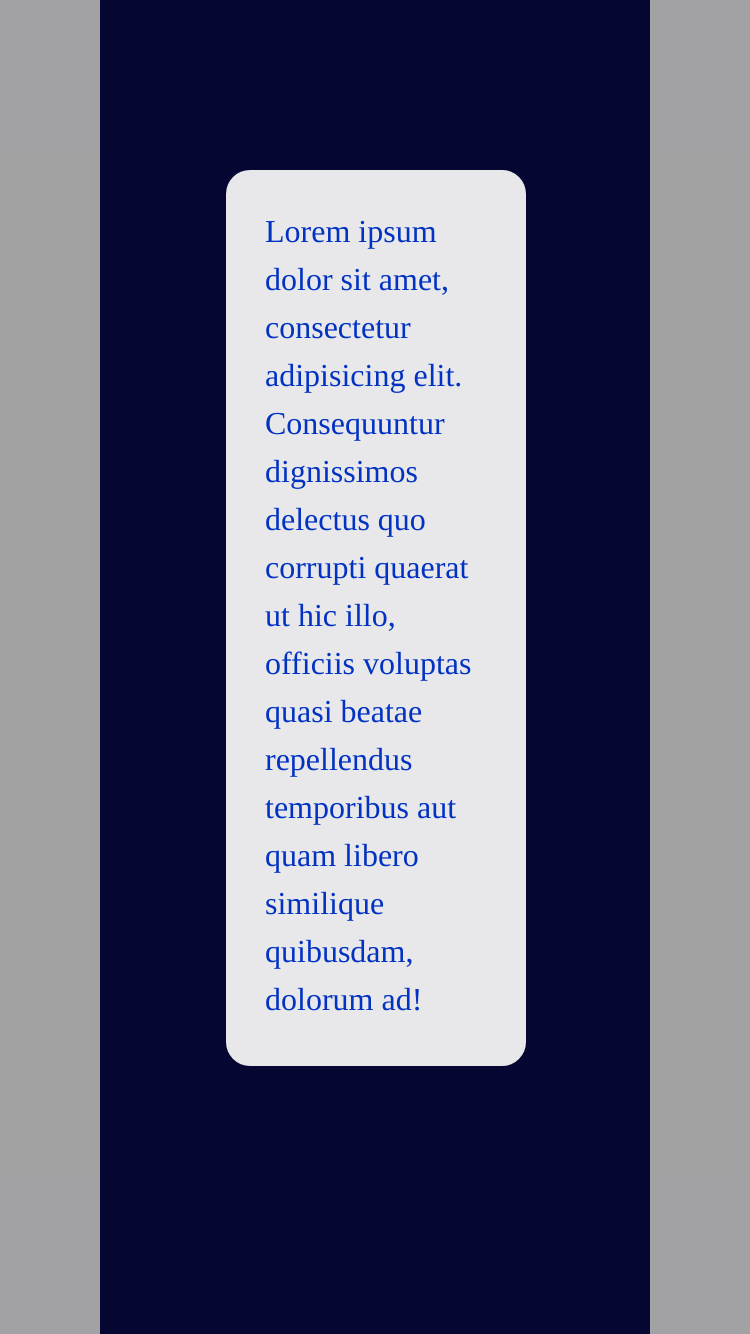 Lorem ipsum
dolor sit amet,
consectetur
adipisicing elit.
Consequuntur
dignissimos
delectus quo
corrupti quaerat
ut hic illo,
officiis voluptas
quasi beatae
repellendus
temporibus aut
quam libero
similique
quibusdam,
dolorum ad!